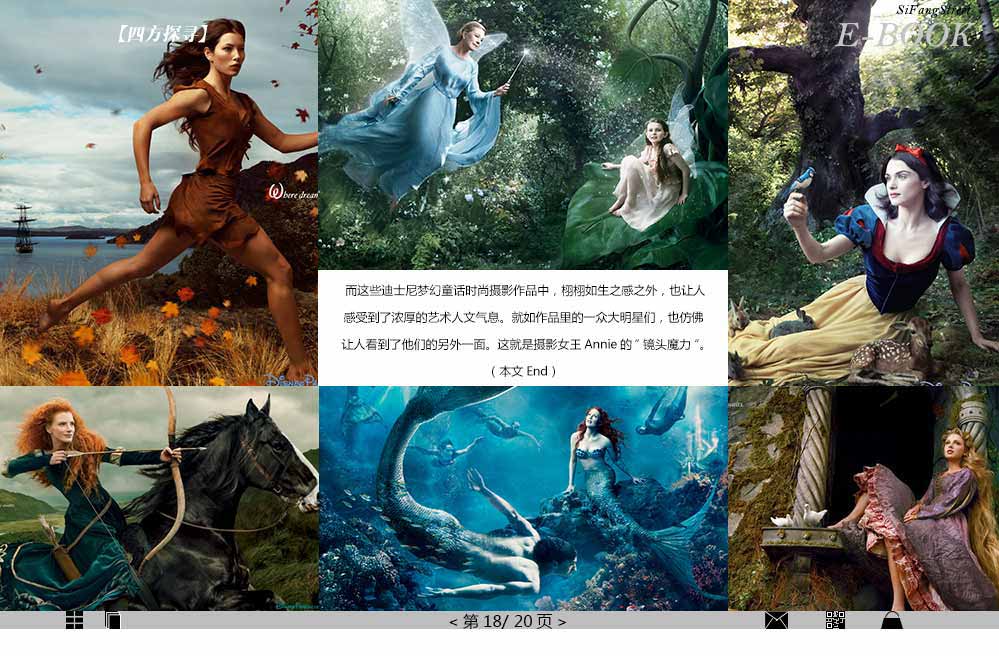 【四方探寻】
SiFangStreet
E-BOOK
Where dream
而这些迪士尼梦幻童话时尚摄影作品中，栩栩如生之感之外，也让人
感受到了浓厚的艺术人文气息。就如作品里的一众大明星们，也仿佛
让人看到了他们的另外一面。这就是摄影女王 Annie 的“ 镜头魔力 “。
（ 本文 End ）
< 第 18/ 20 页 >